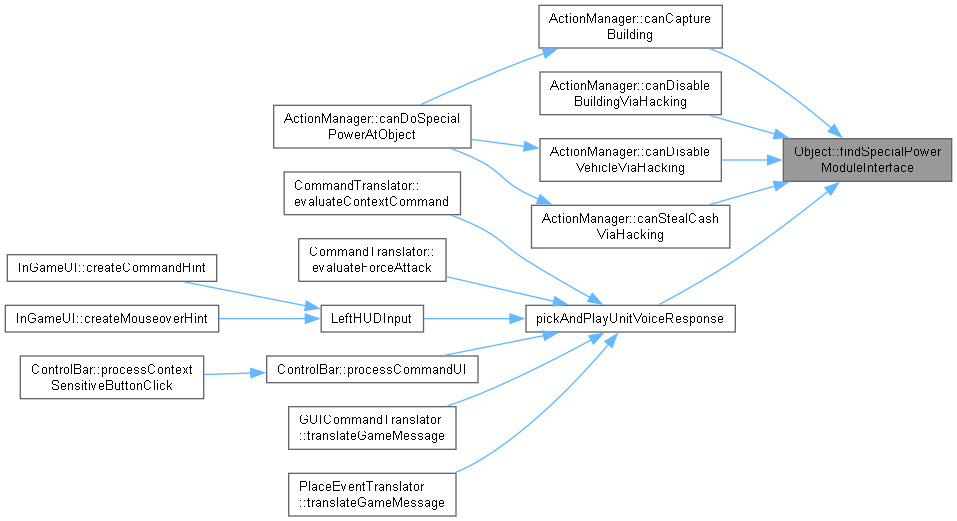 ActionManager::canCapture
Building
ActionManager::canDisable
BuildingViaHacking
ActionManager::canDoSpecial
PowerAtObject
ActionManager::canDisable
VehicleViaHacking
Object::findSpecialPower
ModuleInterface
CommandTranslator::
evaluateContextCommand
ActionManager::canStealCash
ViaHacking
CommandTranslator::
evaluateForceAttack
InGameUI::createCommandHint
InGameUI::createMouseoverHint
LeftHUDInput
pickAndPlayUnitVoiceResponse
ControlBar::processContext
SensitiveButtonClick
ControlBar::processCommandUI
GUICommandTranslator
::translateGameMessage
PlaceEventTranslator
::translateGameMessage